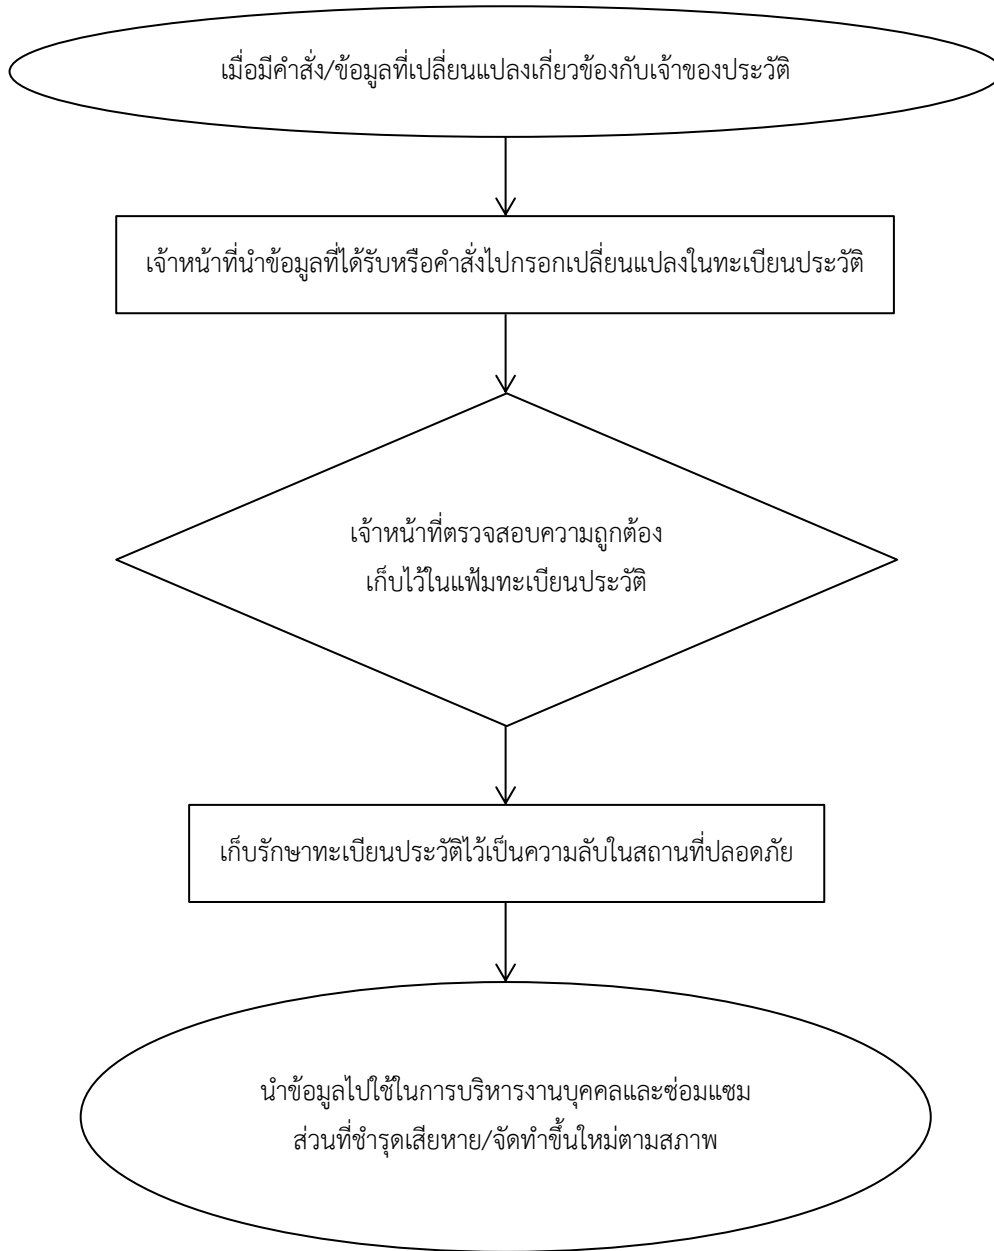 เมื่อมีคำสั่ง/ข้อมูลที่เปลี่ยนแปลงเกี่ยวข้องกับเจ้าของประวัติ
เจ้าหน้าที่นำข้อมูลที่ได้รับหรือคำสั่งไปกรอกเปลี่ยนแปลงในทะเบียนประวัติ
เจ้าหน้าที่ตรวจสอบความถูกต้อง
เก็บไว้ในแฟ้มทะเบียนประวัติ
เก็บรักษาทะเบียนประวัติไว้เป็นความลับในสถานที่ปลอดภัย
นำข้อมูลไปใช้ในการบริหารงานบุคคลและซ่อมแซม
ส่วนที่ชำรุดเสียหาย/จัดทำขึ้นใหม่ตามสภาพ